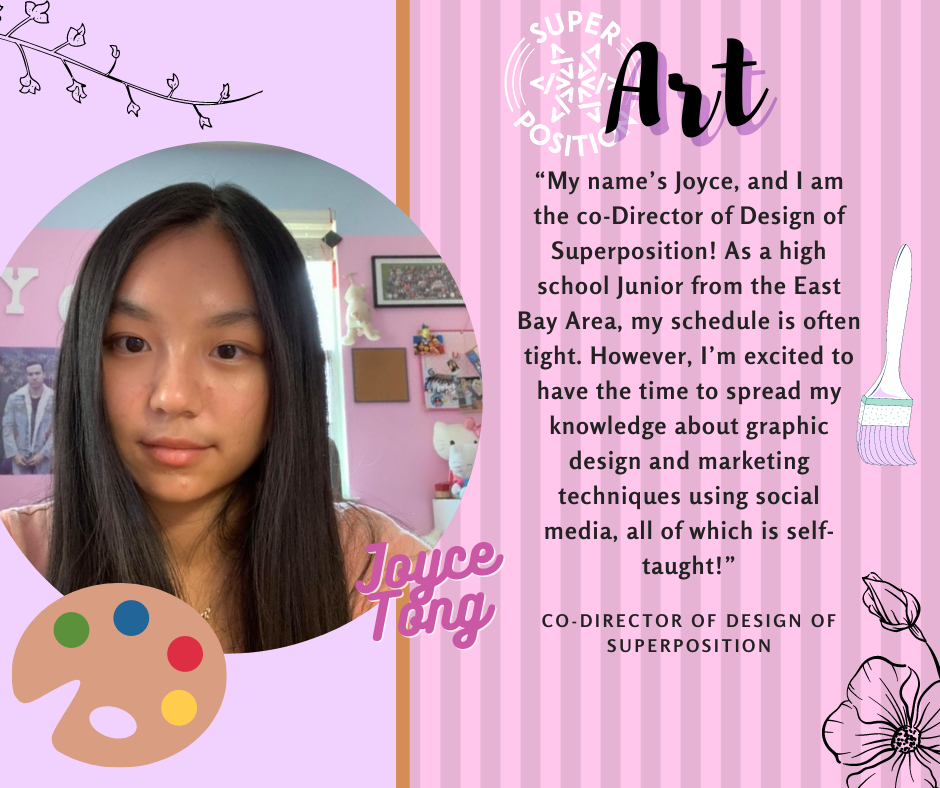 SUPER
POSITIO
Art
“My name’s Joyce, and I am
the co-Director of Design of
Superposition! As a high
school Junior from the East
Bay Area, my schedule is often
tight. However, I’m excited to
have the time to spread my
knowledge about graphic
design and marketing
techniques using social
media, all of which is self-
taught!”
Joyce
Tong
CO-DIRECTOR OF DESIGN OF
SUPERPOSITION
Y